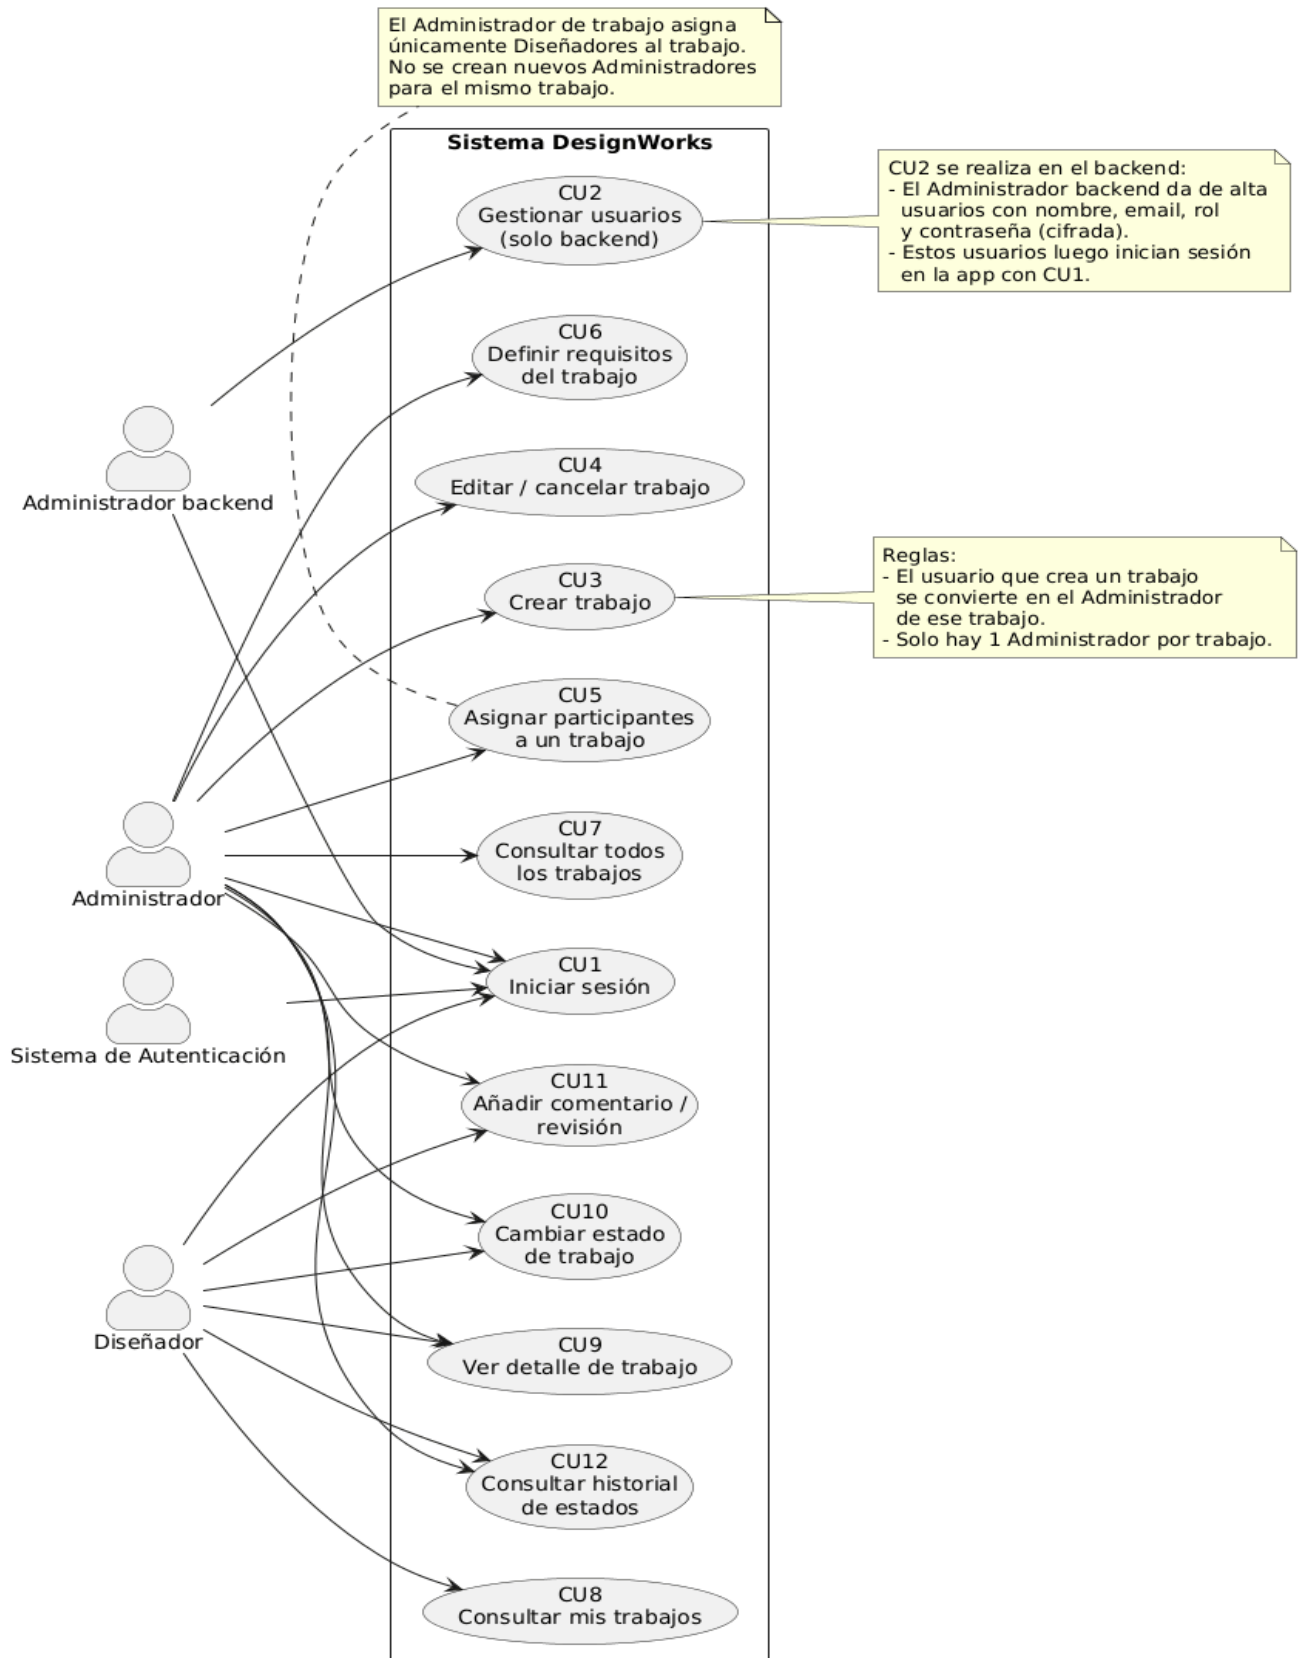 El Administrador de trabajo asigna
únicamente Diseñadores al trabajo.
No se crean nuevos Administradores
para el mismo trabajo.
Sistema DesignWorks
CU2
Gestionar usuarios
(solo backend)
CU2 se realiza en el backend:
- El Administrador backend da de alta
usuarios con nombre, email, rol
y contraseña (cifrada).
- Estos usuarios luego inician sesión
en la app con CU1.
CU6
Definir requisitos
del trabajo
Administrador backend
CU4
Editar / cancelar trabajo
CU3
Crear trabajo
Reglas:
- El usuario que crea un trabajo
se convierte en el Administrador
de ese trabajo.
- Solo hay 1 Administrador por trabajo.
CU5
Asignar participantes
a un trabajo
CU7
Consultar todos
los trabajos
Administrador
CU1
Iniciar sesión
Sistema de Autenticación
CU11
Añadir comentario /
revisión
CU10
Cambiar estado
de trabajo
Diseñador
CU9
Ver detalle de trabajo
CU12
Consultar historial
de estados
CU8
Consultar mis trabajos